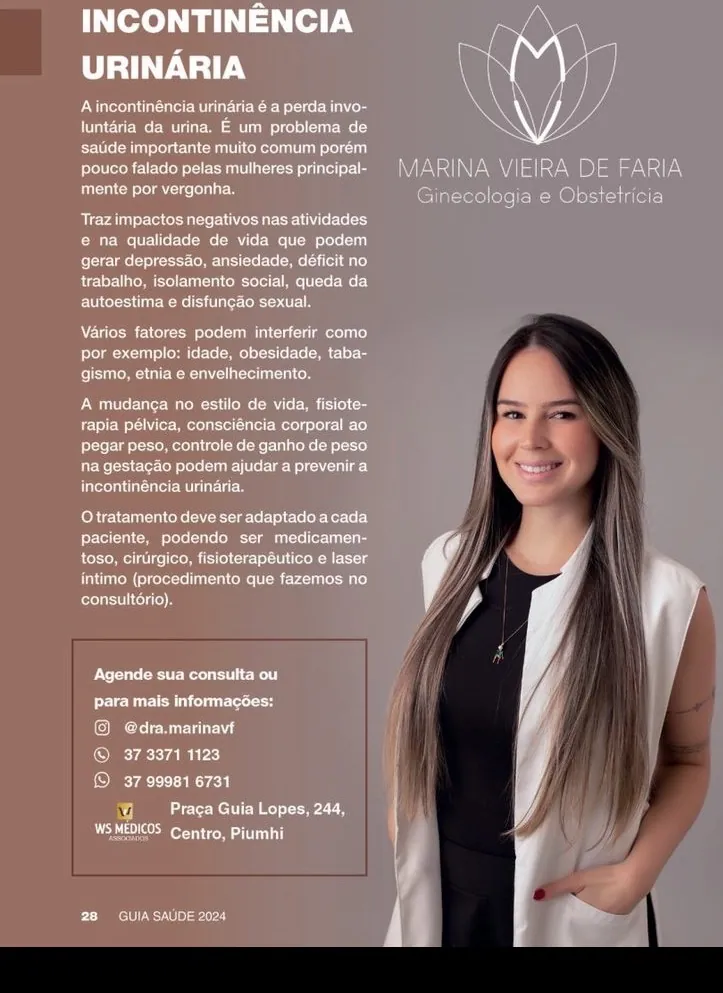 INCONTINÊNCIA
URINÁRIA
A incontinência urinária é a perda invo-
luntária da urina. É um problema de
saúde importante muito comum porém
pouco falado pelas mulheres principal-
mente por vergonha.
Traz impactos negativos nas atividades
e na qualidade de vida que podem
gerar depressão, ansiedade, déficit no
trabalho, isolamento social, queda da
autoestima e disfunção sexual.
Vários fatores podem interferir como
por exemplo: idade, obesidade, taba-
gismo, etnia e envelhecimento.
A mudança no estilo de vida, fisiote-
rapia pélvica, consciência corporal ao
pegar peso, controle de ganho de peso
na gestação podem ajudar a prevenir a
incontinência urinária.
O tratamento deve ser adaptado a cada
paciente, podendo ser medicamen-
toso, cirúrgico, fisioterapêutico e laser
íntimo (procedimento que fazemos no
consultório).
MARINA VIEIRA DE FARIA
Ginecologia e Obstetrícia
Agende sua consulta ou
para mais informações:
@dra.marinavf
37 3371 1123
37 99981 6731
WS MÉDICOS
ASSOCIADOS
Praça Guia Lopes, 244,
Centro, Piumhi
28 GUIA SAÚDE 2024